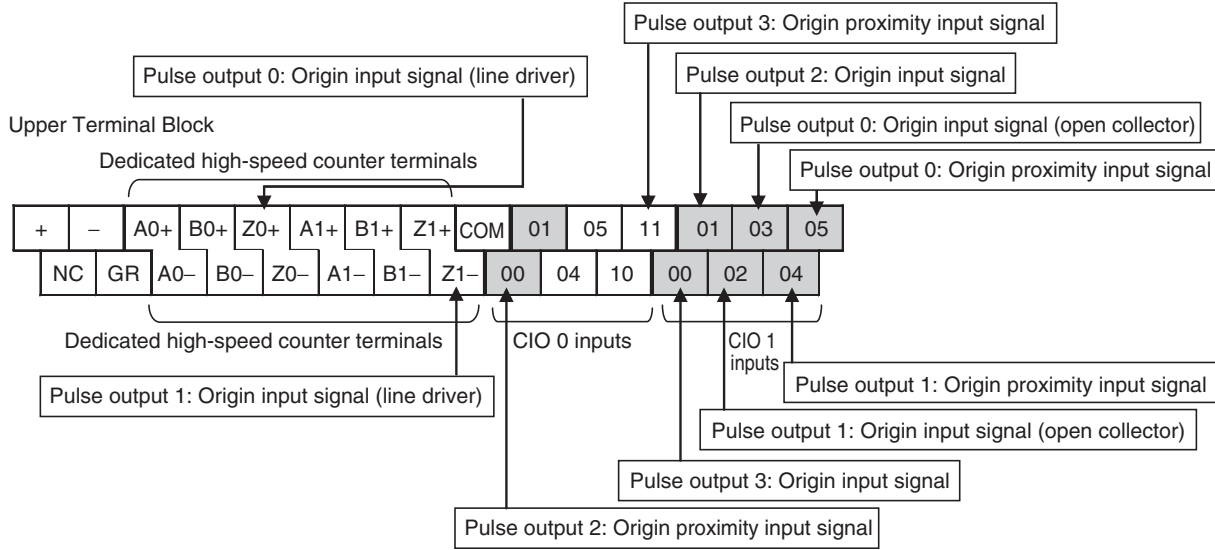 Pulse output 3: Origin proximity input signal
Pulse output 0: Origin input signal (line driver)
Pulse output 2: Origin input signal
Upper Terminal Block
Pulse output 0: Origin input signal (open collector)
Dedicated high-speed counter terminals
Pulse output 0: Origin proximity input signal
+ – A0+ B0+ Z0+ A1+ B1+ Z1+ COM 01 05 11 01 03 05
NC GR A0– B0– Z0– A1– B1– Z1– 00 04 10 00 02 04
Dedicated high-speed counter terminals
CIO 0 inputs
CIO 1
inputs
Pulse output 1: Origin input signal (line driver)
Pulse output 1: Origin proximity input signal
Pulse output 1: Origin input signal (open collector)
Pulse output 3: Origin input signal
Pulse output 2: Origin proximity input signal